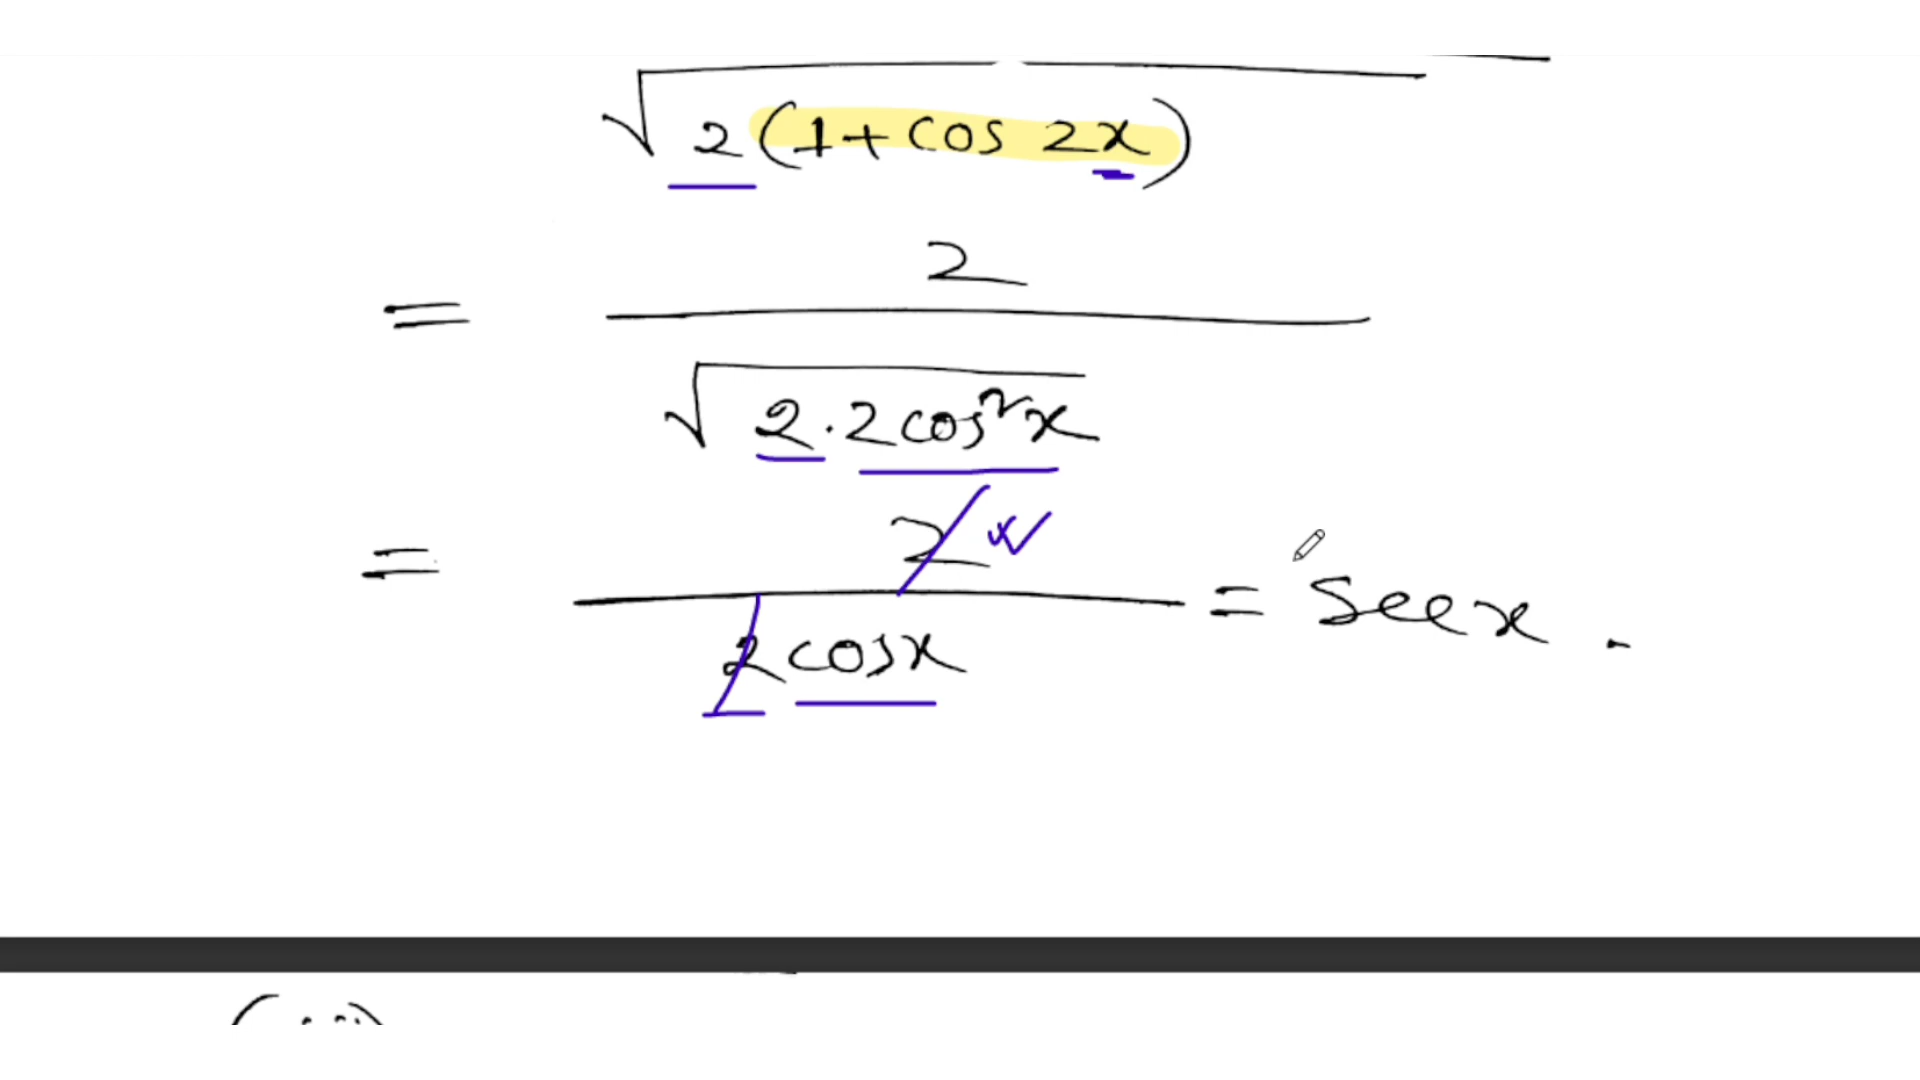 √2(1+cos 2x)
= 2 / √2·2cos²x
= 2 / 2cosx = secx.